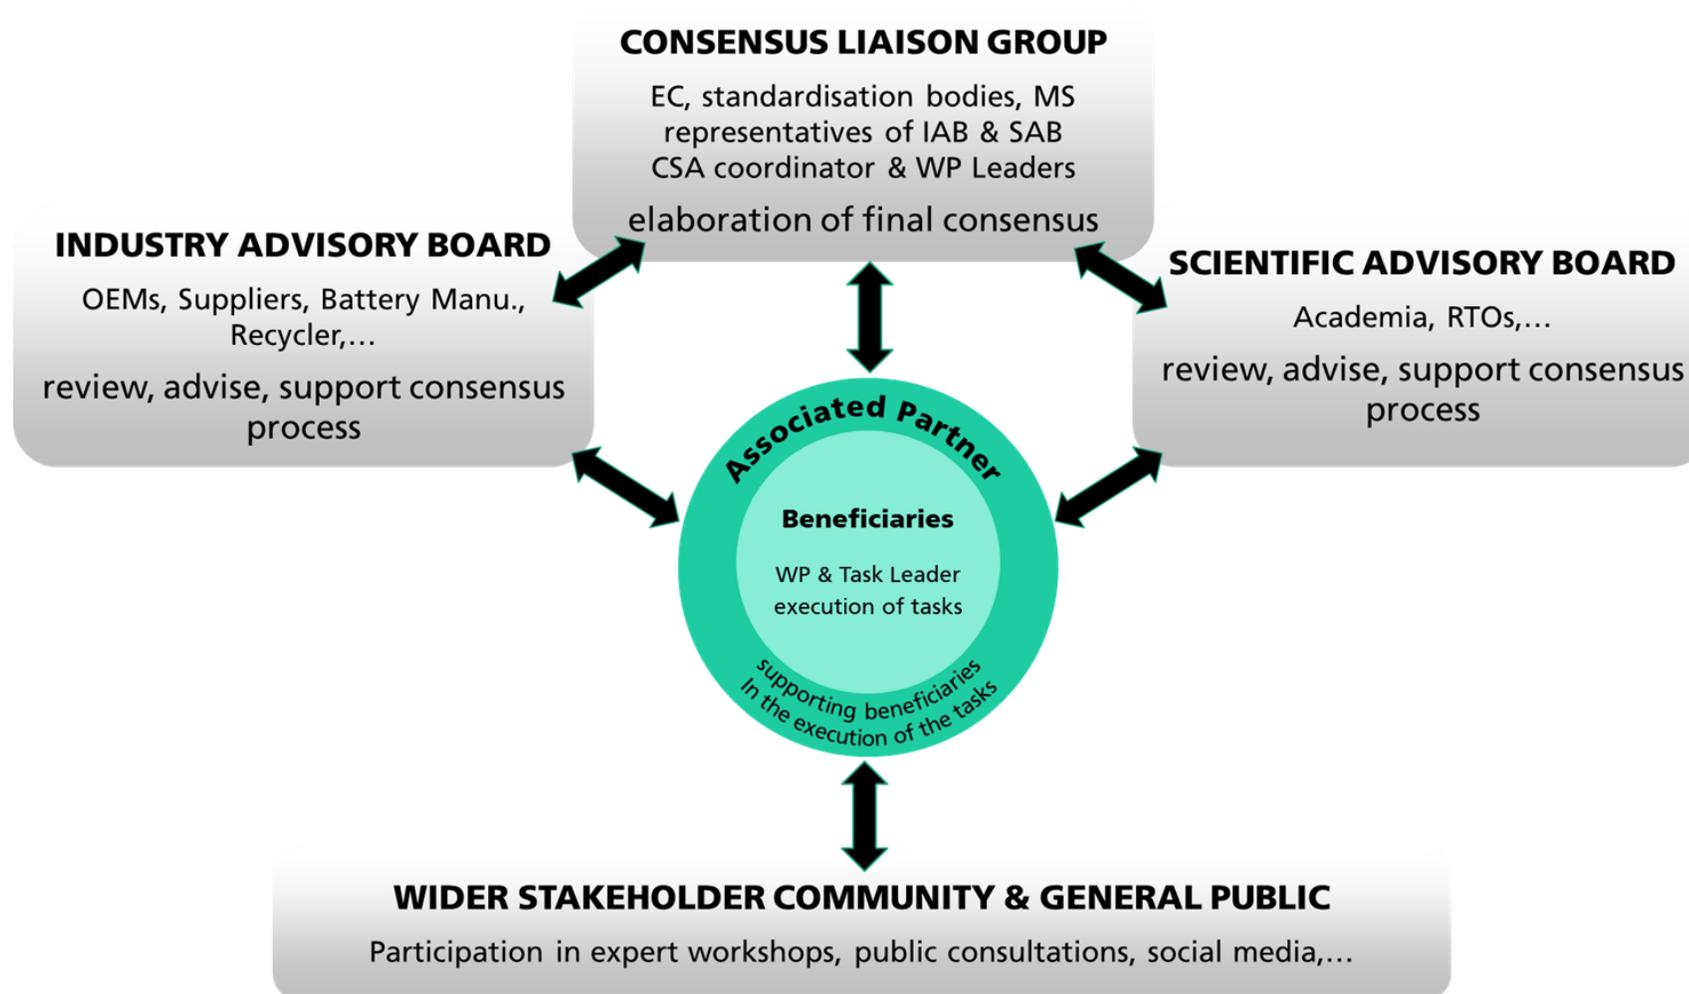 CONSENSUS LIAISON GROUP
EC, standardisation bodies, MS
representatives of IAB & SAB
CSA coordinator & WP Leaders
elaboration of final consensus
INDUSTRY ADVISORY BOARD
OEMs, Suppliers, Battery Manu.,
Recycler,...
review, advise, support consensus
process
SCIENTIFIC ADVISORY BOARD
Academia, RTOs,...
review, advise, support consensus
process
Associated Partner
Beneficiaries
WP & Task Leader
execution of tasks
supporting beneficiaries
In the execution of the tasks
WIDER STAKEHOLDER COMMUNITY & GENERAL PUBLIC
Participation in expert workshops, public consultations, social media,...